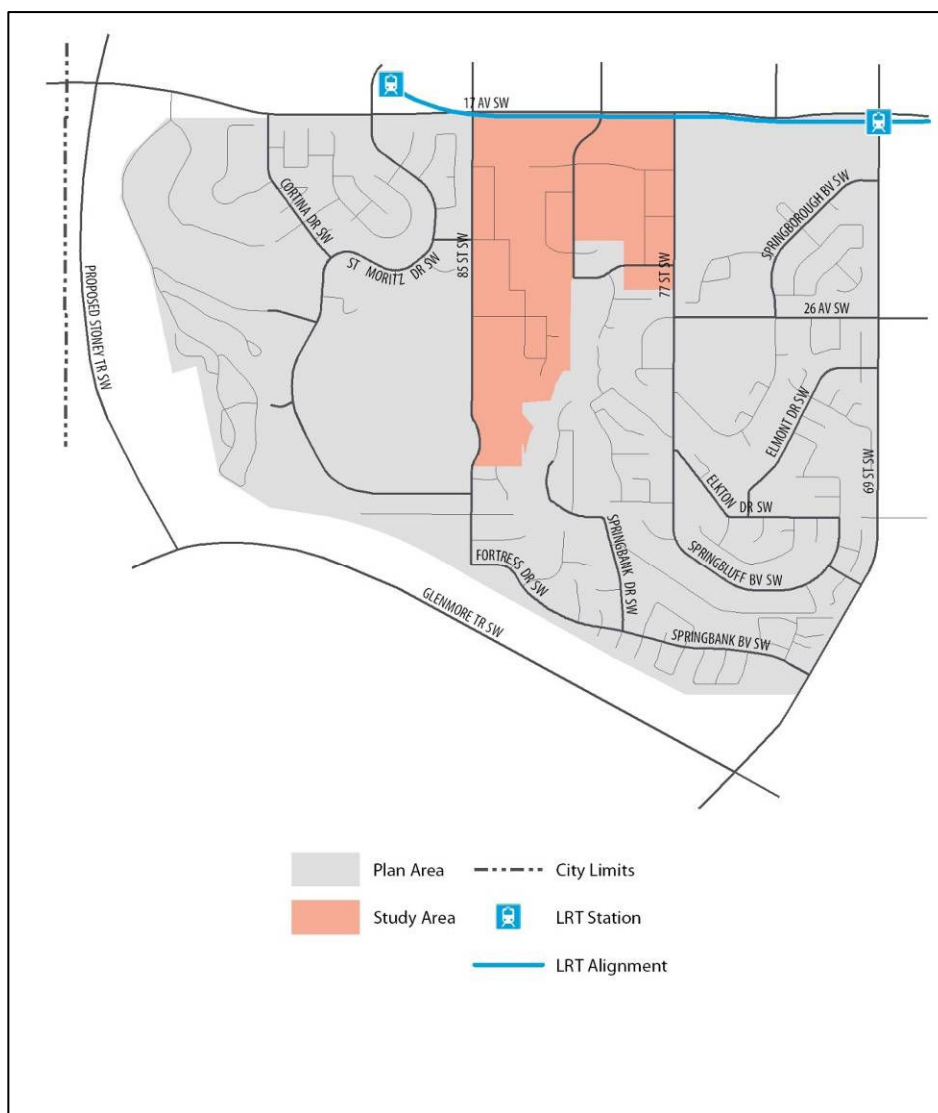 17 AV SW
CORTINA DR SW
ST MORITZ DR SW
85 ST SW
77 ST SW
SPRINGBOROUGH BV SW
PROPOSED STONEY TR SW
26 AV SW
ELMONT DR SW
69 ST SW
ELKTON DR SW
SPRINGBLUFF BV SW
FORTRESS DR SW
SPRINGBANK DR SW
GLENMORE TR SW
SPRINGBANK BV SW
Plan Area
City Limits
Study Area
LRT Station
LRT Alignment